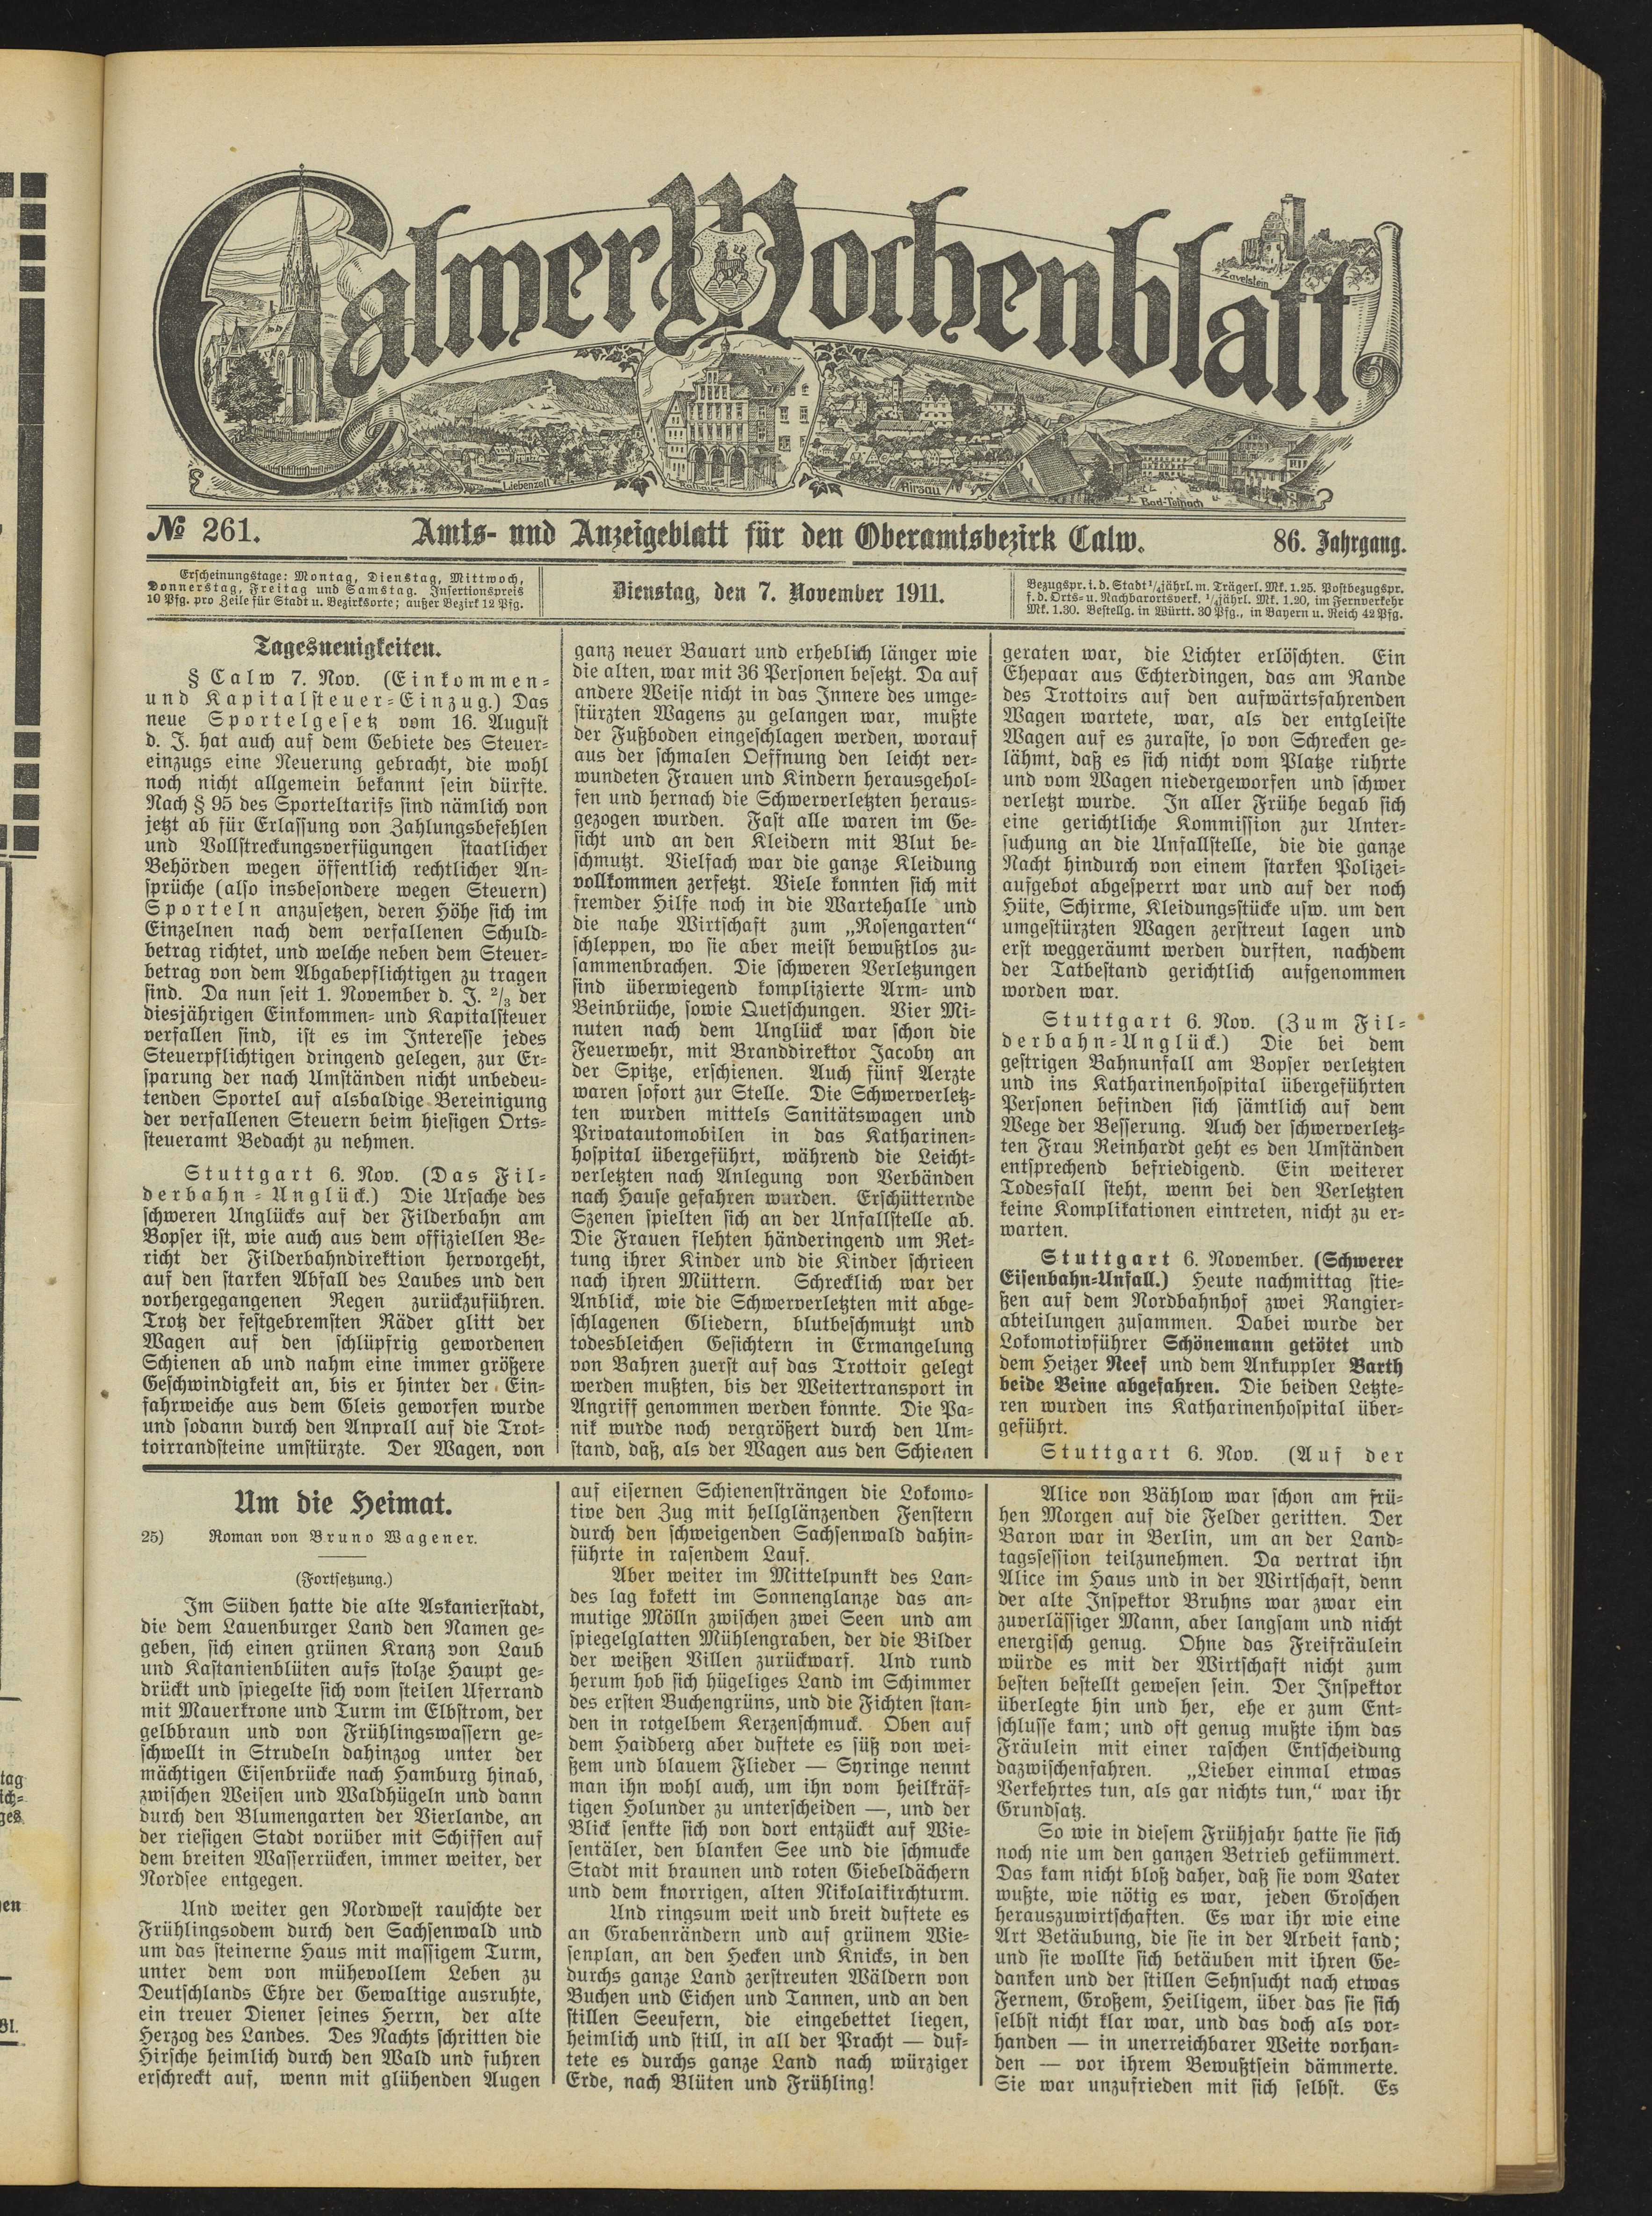 Calwer Wochenblatt
Zavelstein
Liebenzell
Rathaus
Hirsau
Bad-Teinach
№ 261.
Amts- und Anzeigeblatt für den Oberamtsbezirk Calw.
86. Jahrgang.
Erscheinungstage: Montag, Dienstag, Mittwoch,
Donnerstag, Freitag und Samstag. Insertionspreis
10 Pfg. pro Zeile für Stadt u. Bezirksorte; außer Bezirk 12 Pfg.
Dienstag, den 7. November 1911.
Bezugspr. i. d. Stadt 1/4jährl. m. Trägerl. Mk. 1.25. Postbezugspr.
f. d. Orts- u. Nachbarortsverk. 1/4jährl. Mk. 1.20, im Fernverkehr
Mk. 1.30. Bestellg. in Württ. 30 Pfg., in Bayern u. Reich 42 Pfg.
Tagesneuigkeiten.
§ Calw 7. Nov. (Einkommen-
und Kapitalsteuer-Einzug.) Das
neue Sportelgesetz vom 16. August
d. J. hat auch auf dem Gebiete des Steuer-
einzugs eine Neuerung gebracht, die wohl
noch nicht allgemein bekannt sein dürfte.
Nach § 95 des Sporteltarifs sind nämlich von
jetzt ab für Erlassung von Zahlungsbefehlen
und Vollstreckungsverfügungen staatlicher
Behörden wegen öffentlich rechtlicher An-
sprüche (also insbesondere wegen Steuern)
Sporteln anzusetzen, deren Höhe sich im
Einzelnen nach dem verfallenen Schuld-
betrag richtet, und welche neben dem Steuer-
betrag von dem Abgabepflichtigen zu tragen
sind. Da nun seit 1. November d. J. 2/3 der
diesjährigen Einkommen- und Kapitalsteuer
verfallen sind, ist es im Interesse jedes
Steuerpflichtigen dringend gelegen, zur Er-
sparung der nach Umständen nicht unbedeu-
tenden Sportel auf alsbaldige Bereinigung
der verfallenen Steuern beim hiesigen Orts-
steueramt Bedacht zu nehmen.
Stuttgart 6. Nov. (Das Fil-
derbahn-Unglück.) Die Ursache des
schweren Unglücks auf der Filderbahn am
Bopser ist, wie auch aus dem offiziellen Be-
richt der Filderbahndirektion hervorgeht,
auf den starken Abfall des Laubes und den
vorhergegangenen Regen zurückzuführen.
Trotz der festgebremsten Räder glitt der
Wagen auf den schlüpfrig gewordenen
Schienen ab und nahm eine immer größere
Geschwindigkeit an, bis er hinter der Ein-
fahrweiche aus dem Gleis geworfen wurde
und sodann durch den Anprall auf die Trot-
toirrandsteine umstürzte. Der Wagen, von
ganz neuer Bauart und erheblich länger wie
die alten, war mit 36 Personen besetzt. Da auf
andere Weise nicht in das Innere des umge-
stürzten Wagens zu gelangen war, mußte
der Fußboden eingeschlagen werden, worauf
aus der schmalen Oeffnung den leicht ver-
wundeten Frauen und Kindern herausgehol-
fen und hernach die Schwerverletzten heraus-
gezogen wurden. Fast alle waren im Ge-
sicht und an den Kleidern mit Blut be-
schmutzt. Vielfach war die ganze Kleidung
vollkommen zerfetzt. Viele konnten sich mit
fremder Hilfe noch in die Wartehalle und
die nahe Wirtschaft zum „Rosengarten“
schleppen, wo sie aber meist bewußtlos zu-
sammenbrachen. Die schweren Verletzungen
sind überwiegend komplizierte Arm- und
Beinbrüche, sowie Quetschungen. Vier Mi-
nuten nach dem Unglück war schon die
Feuerwehr, mit Branddirektor Jacoby an
der Spitze, erschienen. Auch fünf Aerzte
waren sofort zur Stelle. Die Schwerverletz-
ten wurden mittels Sanitätswagen und
Privatautomobilen in das Katharinen-
hospital übergeführt, während die Leicht-
verletzten nach Anlegung von Verbänden
nach Hause gefahren wurden. Erschütternde
Szenen spielten sich an der Unfallstelle ab.
Die Frauen flehten händeringend um Ret-
tung ihrer Kinder und die Kinder schrieen
nach ihren Müttern. Schrecklich war der
Anblick, wie die Schwerverletzten mit abge-
schlagenen Gliedern, blutbeschmutzt und
todesbleichen Gesichtern in Ermangelung
von Bahren zuerst auf das Trottoir gelegt
werden mußten, bis der Weitertransport in
Angriff genommen werden konnte. Die Pa-
nik wurde noch vergrößert durch den Um-
stand, daß, als der Wagen aus den Schienen
geraten war, die Lichter erlöschten. Ein
Ehepaar aus Echterdingen, das am Rande
des Trottoirs auf den aufwärtsfahrenden
Wagen wartete, war, als der entgleiste
Wagen auf es zuraste, so von Schrecken ge-
lähmt, daß es sich nicht vom Platze rührte
und vom Wagen niedergeworfen und schwer
verletzt wurde. In aller Frühe begab sich
eine gerichtliche Kommission zur Unter-
suchung an die Unfallstelle, die die ganze
Nacht hindurch von einem starken Polizei-
aufgebot abgesperrt war und auf der noch
Hüte, Schirme, Kleidungsstücke usw. um den
umgestürzten Wagen zerstreut lagen und
erst weggeräumt werden durften, nachdem
der Tatbestand gerichtlich aufgenommen
worden war.
Stuttgart 6. Nov. (Zum Fil-
derbahn-Unglück.) Die bei dem
gestrigen Bahnunfall am Bopser verletzten
und ins Katharinenhospital übergeführten
Personen befinden sich sämtlich auf dem
Wege der Besserung. Auch der schwerverletz-
ten Frau Reinhardt geht es den Umständen
entsprechend befriedigend. Ein weiterer
Todesfall steht, wenn bei den Verletzten
keine Komplikationen eintreten, nicht zu er-
warten.
Stuttgart 6. November. (Schwerer
Eisenbahn-Unfall.) Heute nachmittag stie-
ßen auf dem Nordbahnhof zwei Rangier-
abteilungen zusammen. Dabei wurde der
Lokomotivführer Schönemann getötet und
dem Heizer Neef und dem Ankuppler Barth
beide Beine abgefahren. Die beiden Letzte-
ren wurden ins Katharinenhospital über-
geführt.
Stuttgart 6. Nov. (Auf der
Um die Heimat.
25) Roman von Bruno Wagener.
(Fortsetzung.)
Im Süden hatte die alte Askanierstadt,
die dem Lauenburger Land den Namen ge-
geben, sich einen grünen Kranz von Laub
und Kastanienblüten aufs stolze Haupt ge-
drückt und spiegelte sich vom steilen Uferrand
mit Mauerkrone und Turm im Elbstrom, der
gelbbraun und von Frühlingswassern ge-
schwellt in Strudeln dahinzog unter der
mächtigen Eisenbrücke nach Hamburg hinab,
zwischen Weisen und Waldhügeln und dann
durch den Blumengarten der Vierlande, an
der riesigen Stadt vorüber mit Schiffen auf
dem breiten Wasserrücken, immer weiter, der
Nordsee entgegen.
Und weiter gen Nordwest rauschte der
Frühlingsodem durch den Sachsenwald und
um das steinerne Haus mit massigem Turm,
unter dem von mühevollem Leben zu
Deutschlands Ehre der Gewaltige ausruhte,
ein treuer Diener seines Herrn, der alte
Herzog des Landes. Des Nachts schritten die
Hirsche heimlich durch den Wald und fuhren
erschreckt auf, wenn mit glühenden Augen
auf eisernen Schienensträngen die Lokomo-
tive den Zug mit hellglänzenden Fenstern
durch den schweigenden Sachsenwald dahin-
führte in rasendem Lauf.
Aber weiter im Mittelpunkt des Lan-
des lag kokett im Sonnenglanze das an-
mutige Mölln zwischen zwei Seen und am
spiegelglatten Mühlengraben, der die Bilder
der weißen Villen zurückwarf. Und rund
herum hob sich hügeliges Land im Schimmer
des ersten Buchengrüns, und die Fichten stan-
den in rotgelbem Kerzenschmuck. Oben auf
dem Haidberg aber duftete es süß von wei-
ßem und blauem Flieder — Syringe nennt
man ihn wohl auch, um ihn vom heilkräf-
tigen Holunder zu unterscheiden —, und der
Blick senkte sich von dort entzückt auf Wie-
sentäler, den blanken See und die schmucke
Stadt mit braunen und roten Giebeldächern
und dem knorrigen, alten Nikolaikirchturm.
Und ringsum weit und breit duftete es
an Grabenrändern und auf grünem Wie-
senplan, an den Hecken und Knicks, in den
durchs ganze Land zerstreuten Wäldern von
Buchen und Eichen und Tannen, und an den
stillen Seeufern, die eingebettet liegen,
heimlich und still, in all der Pracht — duf-
tete es durchs ganze Land nach würziger
Erde, nach Blüten und Frühling!
Alice von Bählow war schon am frü-
hen Morgen auf die Felder geritten. Der
Baron war in Berlin, um an der Land-
tagssession teilzunehmen. Da vertrat ihn
Alice im Haus und in der Wirtschaft, denn
der alte Inspektor Bruhns war zwar ein
zuverlässiger Mann, aber langsam und nicht
energisch genug. Ohne das Freifräulein
würde es mit der Wirtschaft nicht zum
besten bestellt gewesen sein. Der Inspektor
überlegte hin und her, ehe er zum Ent-
schlusse kam; und oft genug mußte ihm das
Fräulein mit einer raschen Entscheidung
dazwischenfahren. „Lieber einmal etwas
Verkehrtes tun, als gar nichts tun,“ war ihr
Grundsatz.
So wie in diesem Frühjahr hatte sie sich
noch nie um den ganzen Betrieb gekümmert.
Das kam nicht bloß daher, daß sie vom Vater
wußte, wie nötig es war, jeden Groschen
herauszuwirtschaften. Es war ihr wie eine
Art Betäubung, die sie in der Arbeit fand;
und sie wollte sich betäuben mit ihren Ge-
danken und der stillen Sehnsucht nach etwas
Fernem, Großem, Heiligem, über das sie sich
selbst nicht klar war, und das doch als vor-
handen — in unerreichbarer Weite vorhan-
den — vor ihrem Bewußtsein dämmerte.
Sie war unzufrieden mit sich selbst. Es